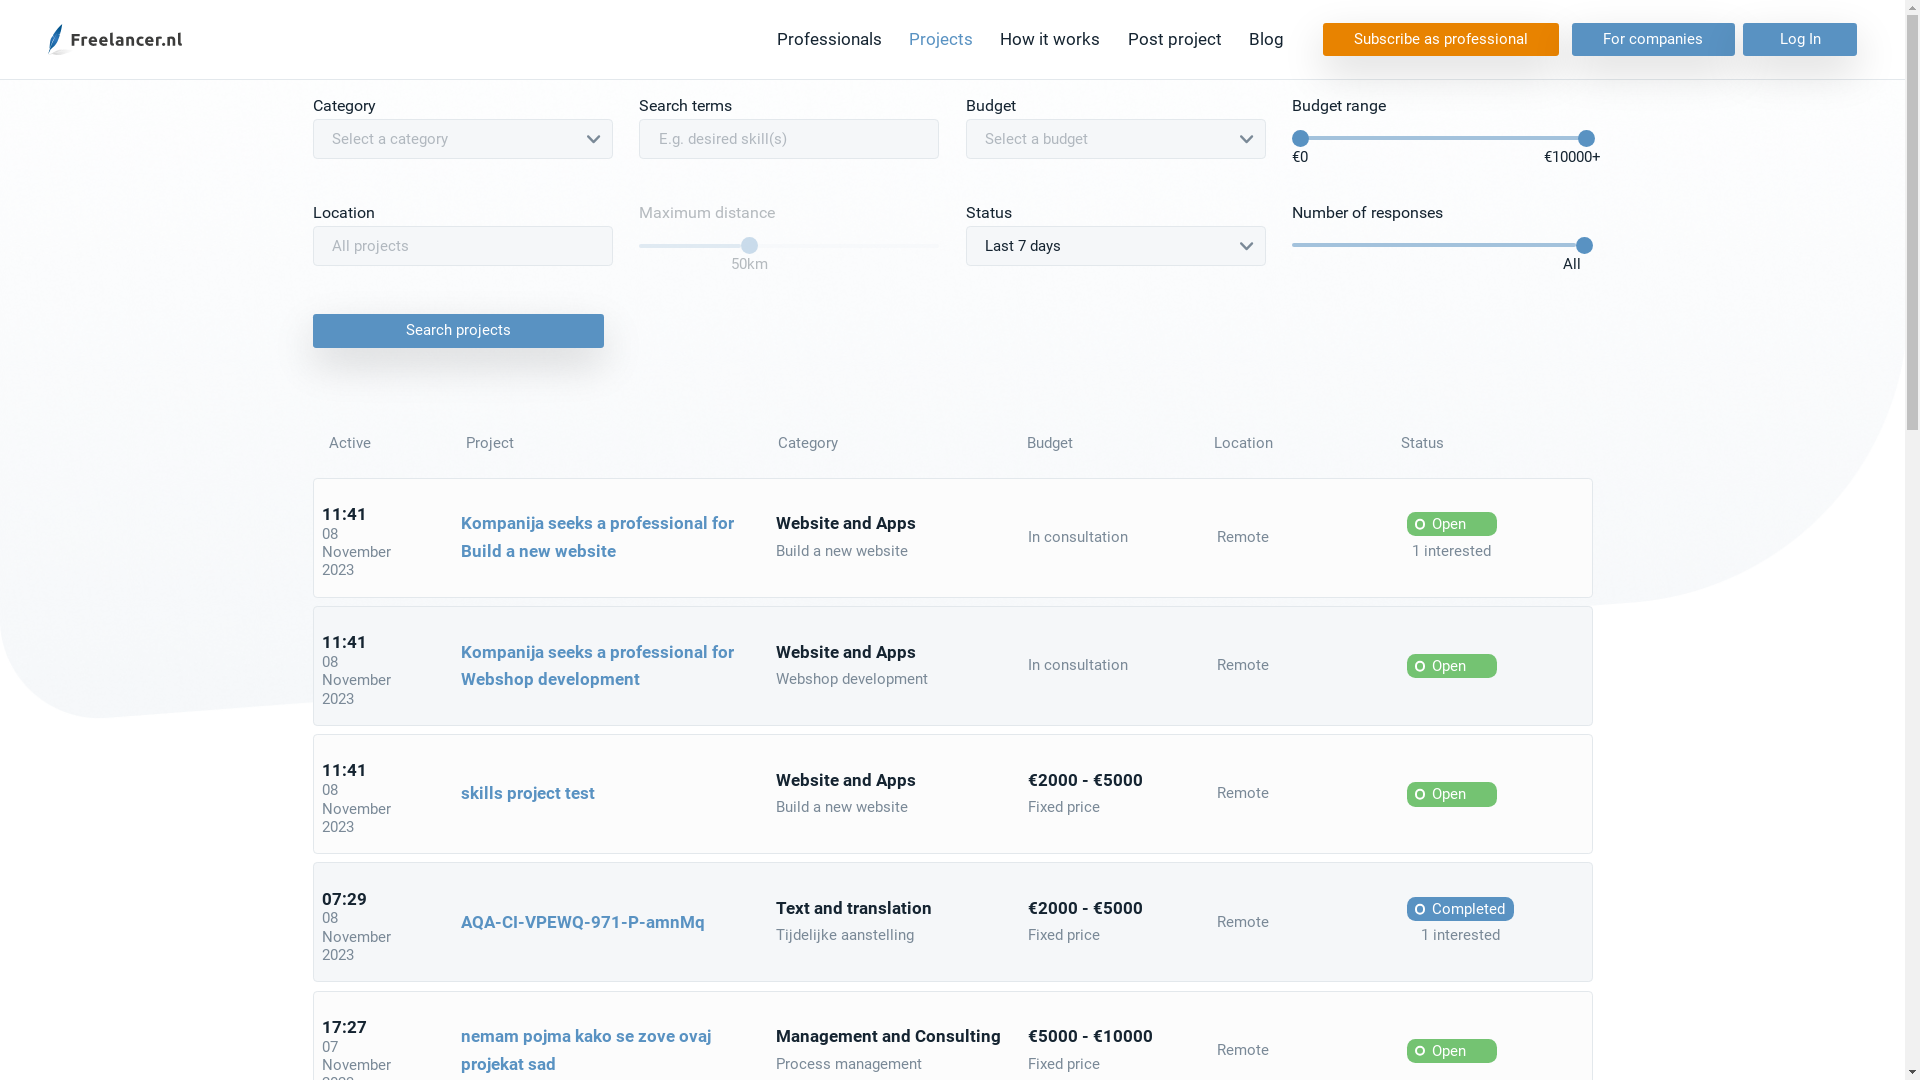 Freelancer.nl
Professionals Projects How it works Post project Blog Subscribe as professional For companies Log In
Category Search terms Budget Budget range
Select a category E.g. desired skill(s) Select a budget
€0 €10000+
Location Maximum distance Status Number of responses
All projects Last 7 days
50km All
Search projects
Active Project Category Budget Location Status
11:41
08
November
2023
Kompanija seeks a professional for
Build a new website
Website and Apps
Build a new website
In consultation
Remote
Open
1 interested
11:41
08
November
2023
Kompanija seeks a professional for
Webshop development
Website and Apps
Webshop development
In consultation
Remote
Open
11:41
08
November
2023
skills project test
Website and Apps
Build a new website
€2000 - €5000
Fixed price
Remote
Open
07:29
08
November
2023
AQA-CI-VPEWQ-971-P-amnMq
Text and translation
Tijdelijke aanstelling
€2000 - €5000
Fixed price
Remote
Completed
1 interested
17:27
07
November
nemam pojma kako se zove ovaj
projekat sad
Management and Consulting
Process management
€5000 - €10000
Fixed price
Remote
Open